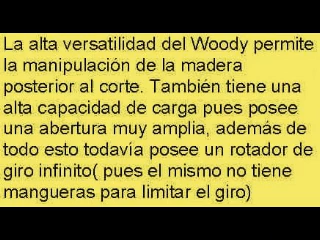 La alta versatilidad del Woody permite
la manipulación de la madera
posterior al corte. También tiene una
alta capacidad de carga pues posee
una abertura muy amplia, además de
todo esto todavía posee un rotador de
giro infinito( pues el mismo no tiene
mangueras para limitar el giro)